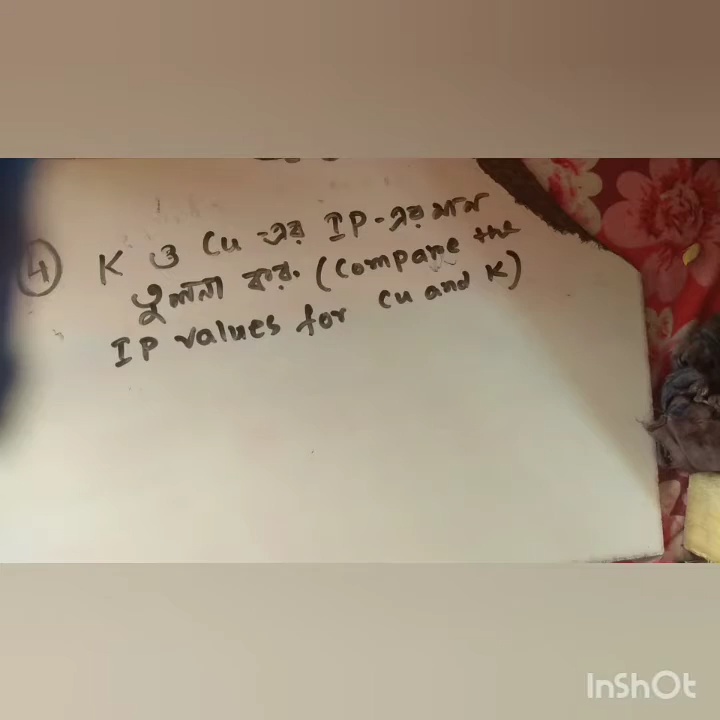 4 K ও Cu-এর IP-এর মান
তুলনা কর. (Compare the
IP values for Cu and K)
InShOt